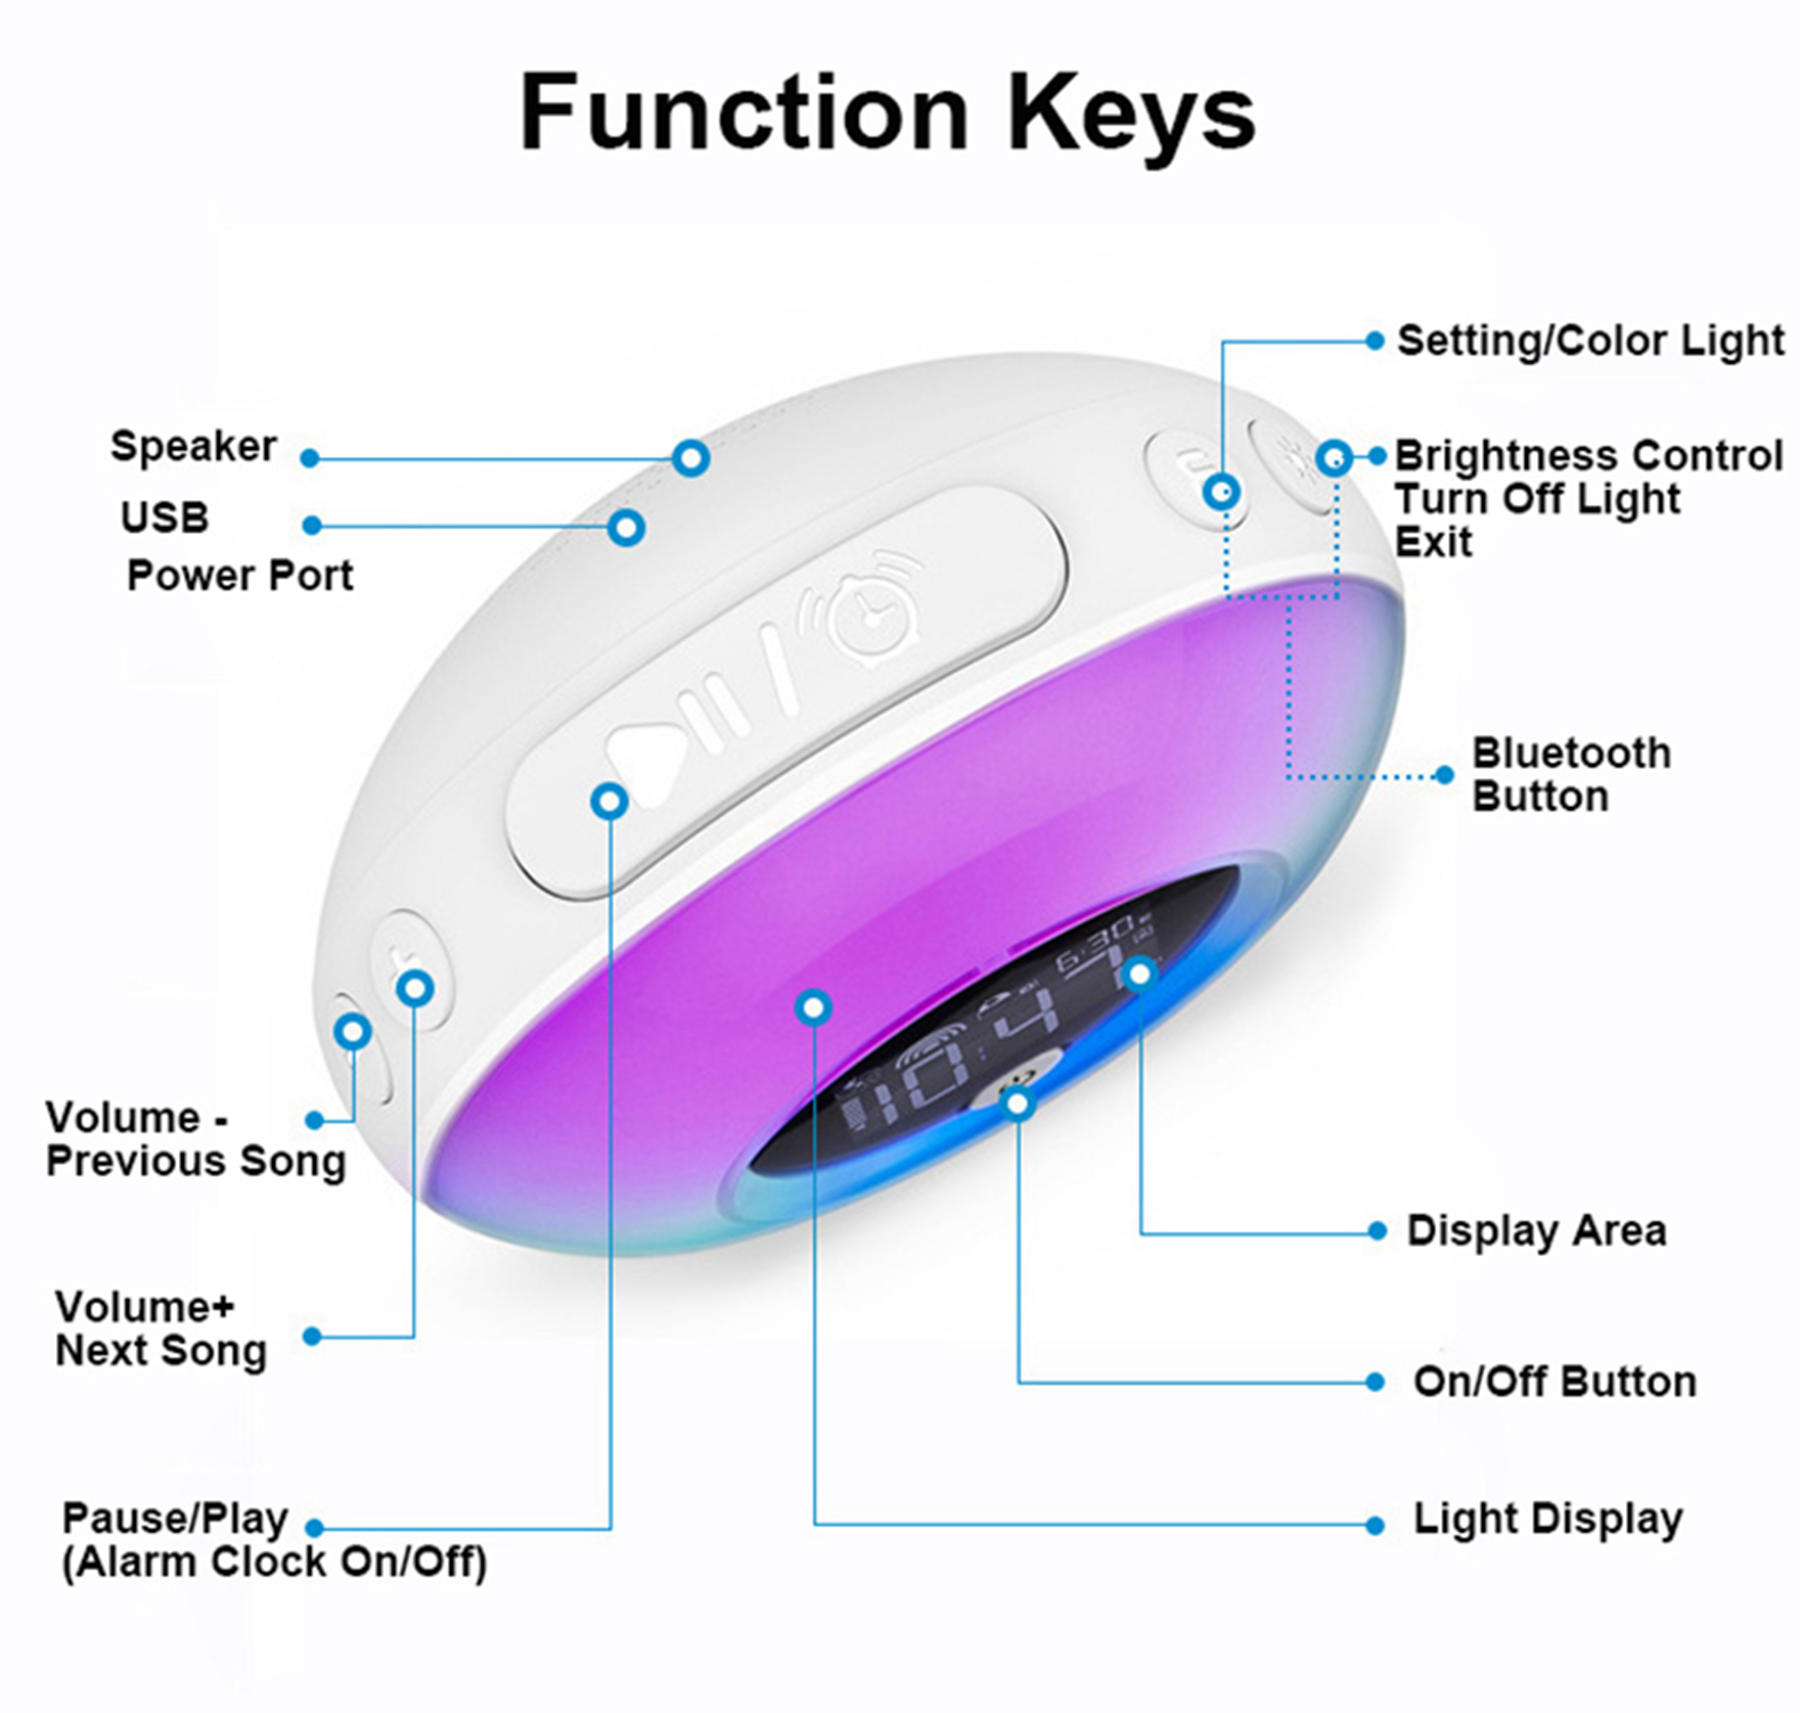 Function Keys
Setting/Color Light
Speaker
Brightness Control
Turn Off Light
Exit
USB
Power Port
Bluetooth
Button
6:30
Volume -
Previous Song
Display Area
Volume+
Next Song
On/Off Button
Pause/Play
(Alarm Clock On/Off)
Light Display